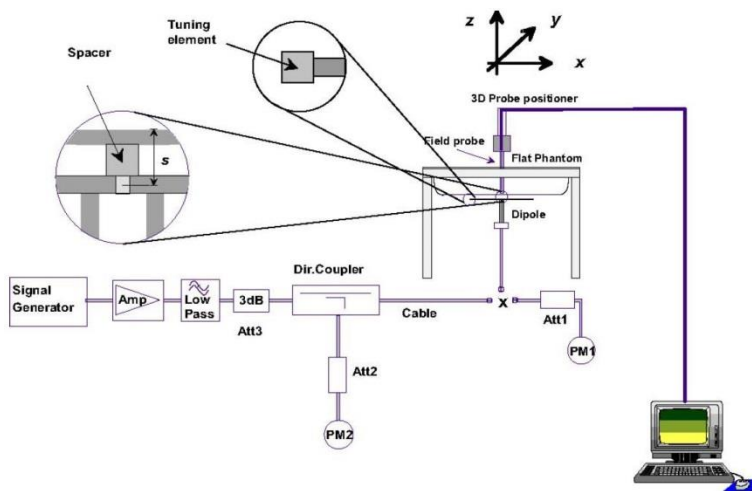 Tuning
element
Spacer
s
z
y
x
3D Probe positioner
Field probe
Flat Phantom
Dipole
Dir.Coupler
Signal
Generator
Amp
Low
Pass
3dB
Att3
Cable
x
Att1
PM1
Att2
PM2